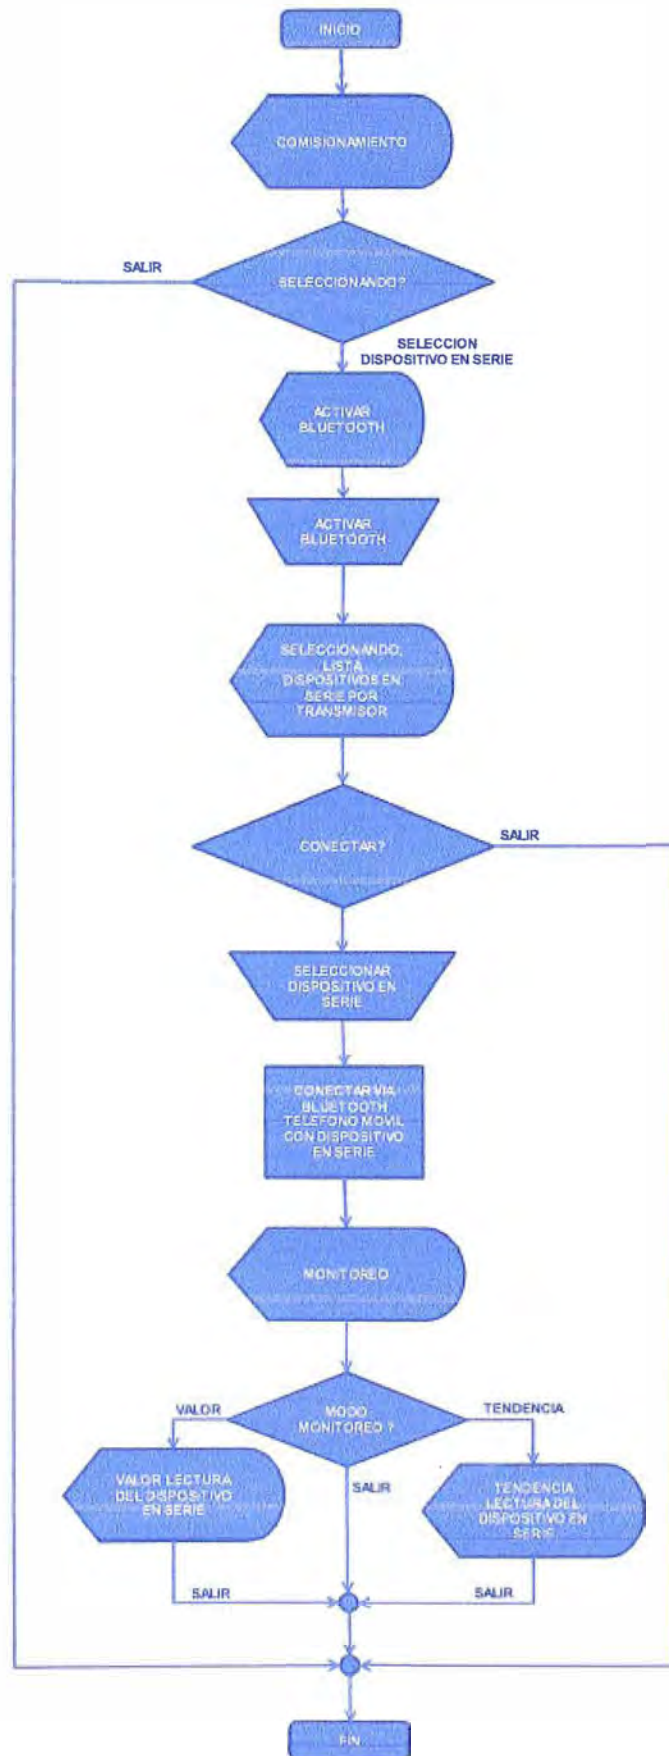 INICIO
COMISIONAMIENTO
SALIR
SELECCIONANDO?
SELECCION
DISPOSITIVO EN SERIE
ACTIVAR
BLUETOOTH
ACTIVAR
BLUETOOTH
SELECCIONANDO,
LISTA
DISPOSITIVOS EN
SERIE POR
TRANSMISOR
CONECTAR?
SALIR
SELECCIONAR
DISPOSITIVO EN
SERIE
CONECTAR VIA
BLUETOOTH
TELEFONO MOVIL
CON DISPOSITIVO
EN SERIE
MONITOREO
VALOR
MODO
MONITOREO ?
TENDENCIA
VALOR LECTURA
DEL DISPOSITIVO
EN SERIE
SALIR
TENDENCIA
LECTURA DEL
DISPOSITIVO EN
SERIE
SALIR
SALIR
FIN